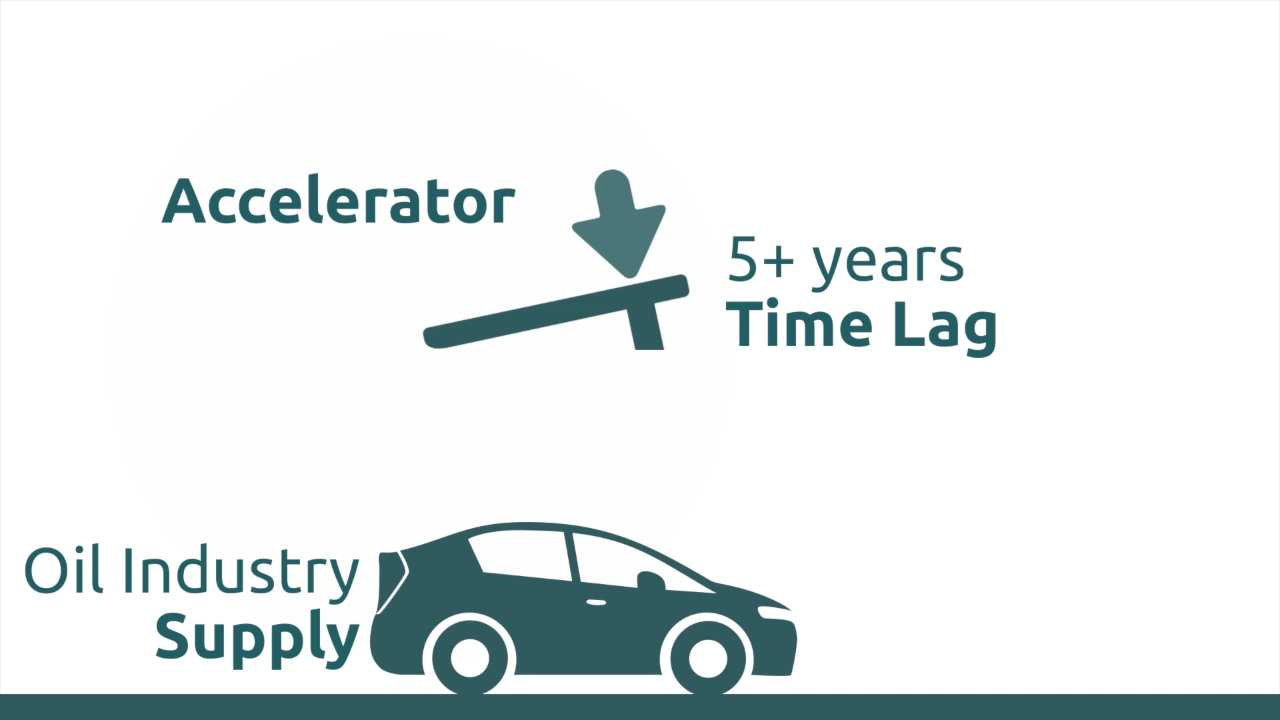 Accelerator
5+ years
Time Lag
Oil Industry
Supply